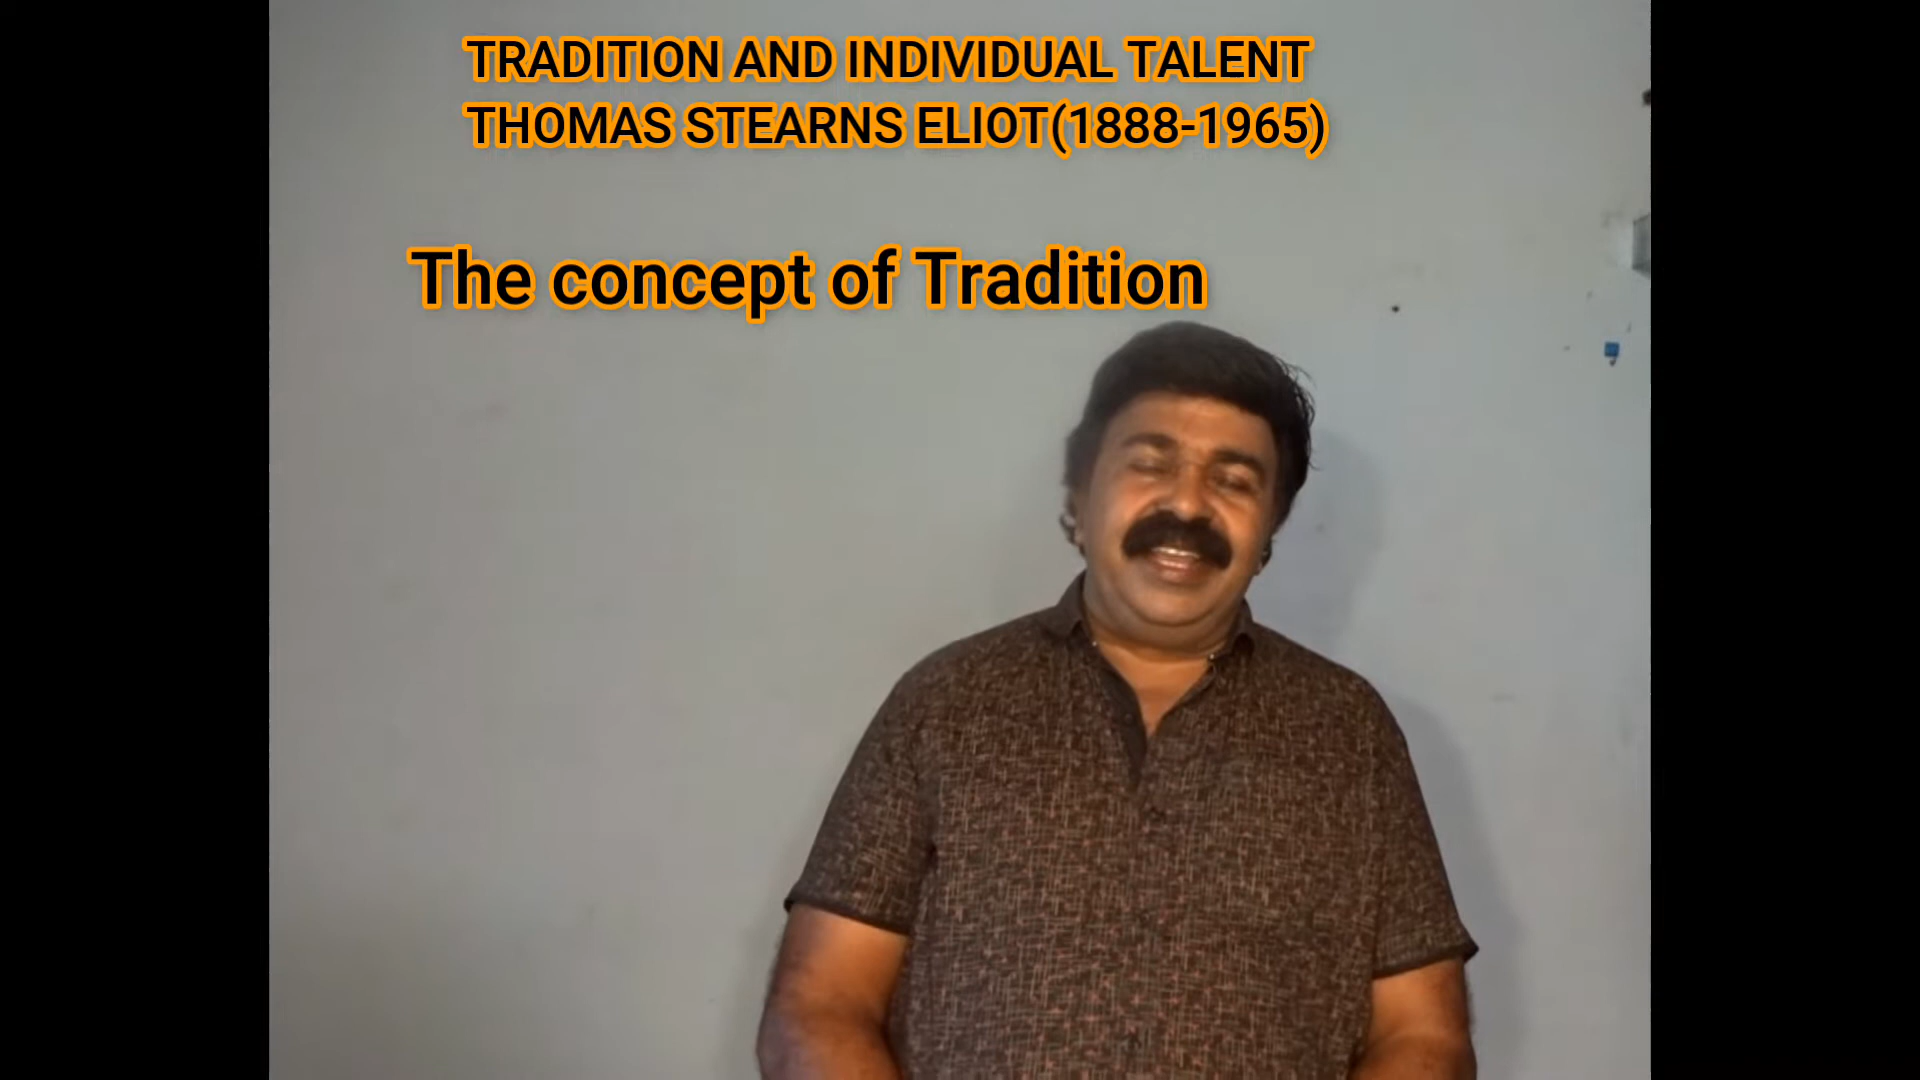 TRADITION AND INDIVIDUAL TALENT
THOMAS STEARNS ELIOT(1888-1965)
The concept of Tradition